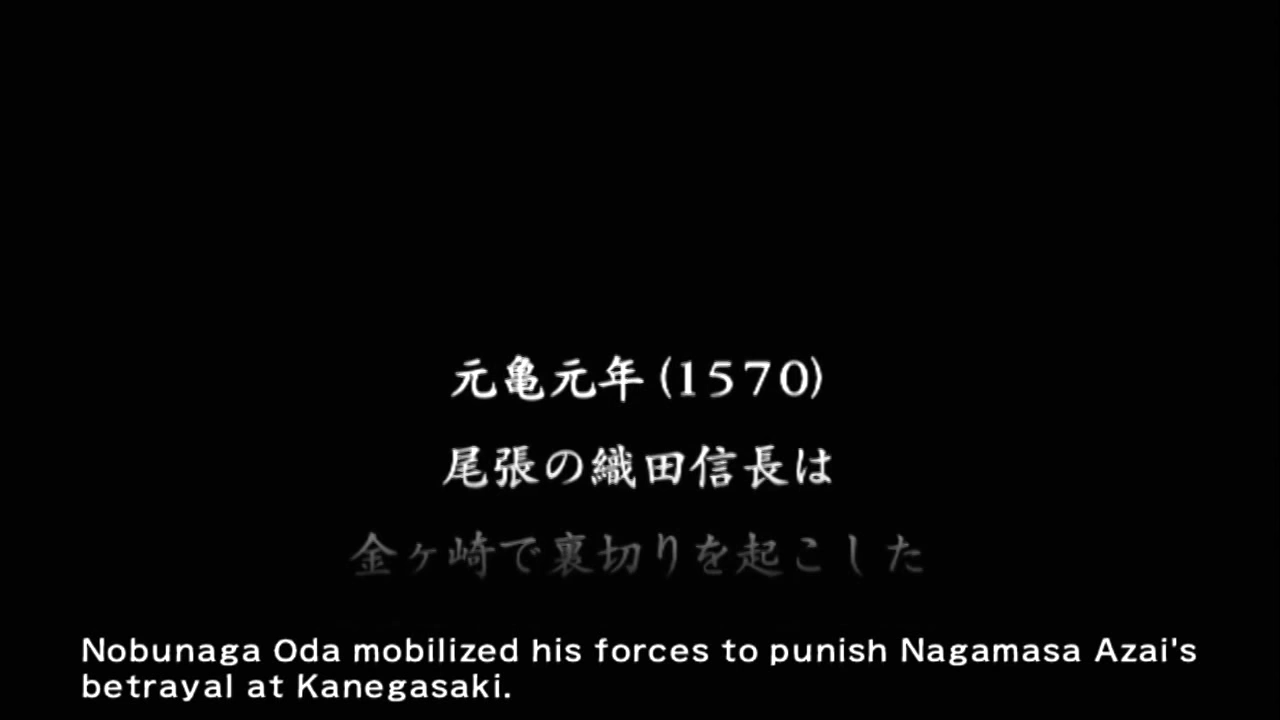 元亀元年(1570)
尾張の織田信長は
金ヶ崎で裏切りを起こした
Nobunaga Oda mobilized his forces to punish Nagamasa Azai's
betrayal at Kanegasaki.